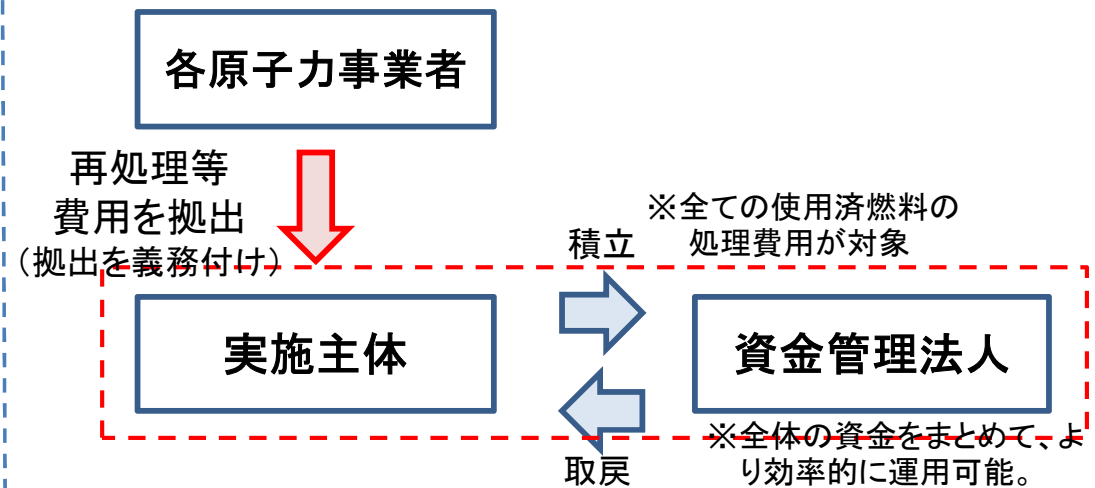 各原子力事業者
再処理等
費用を拠出
(拠出を義務付け)
※全ての使用済燃料の
処理費用が対象
積立
実施主体
資金管理法人
取戻
※全体の資金をまとめて、よ
り効率的に運用可能。